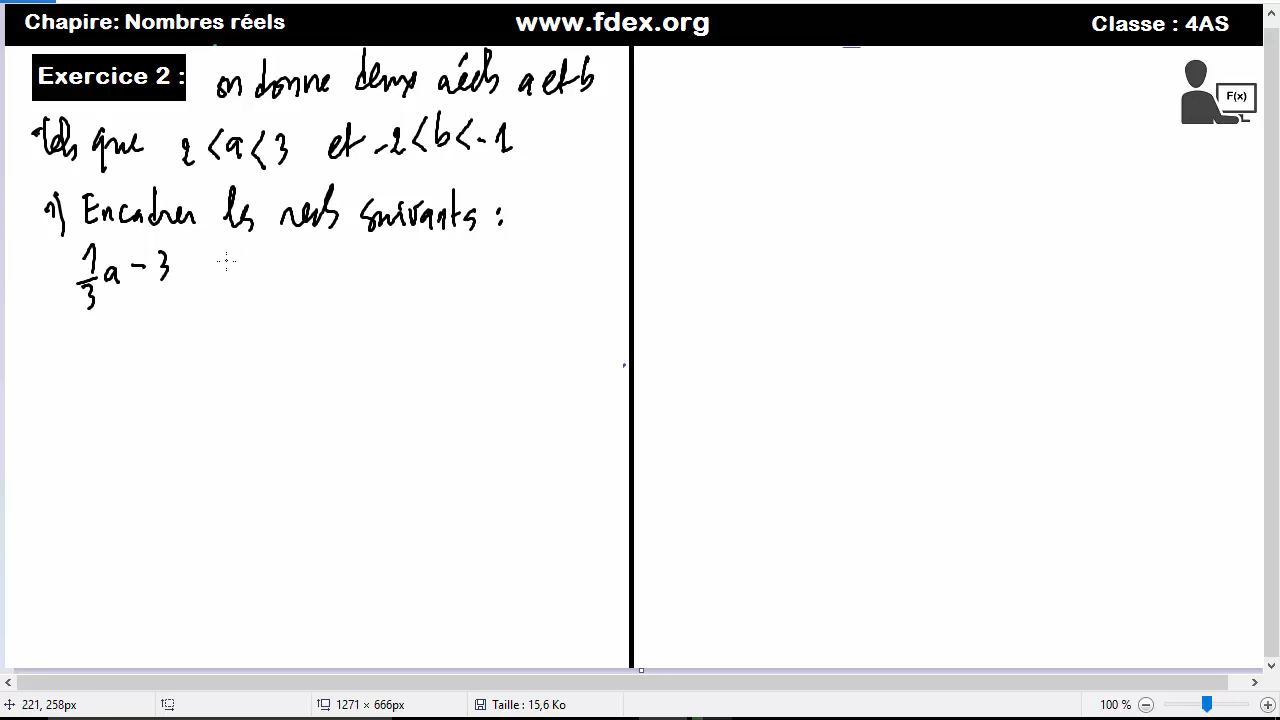 Chapire: Nombres réels
www.fdex.org
Classe : 4AS
Exercice 2 : on donne deux réels a et b
tels que 2 < a < 3 et -2 < b < -1
1) Encadrer les reels suivants :
1/3 a - 3
F(x)
221, 258px
1271 × 666px
Taille : 15,6 Ko
100 %